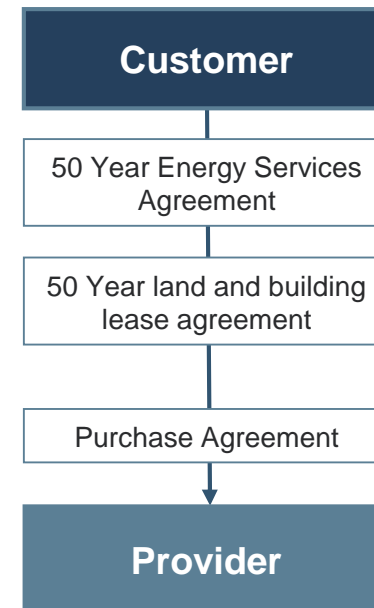 Customer
50 Year Energy Services
Agreement
50 Year land and building
lease agreement
Purchase Agreement
Provider